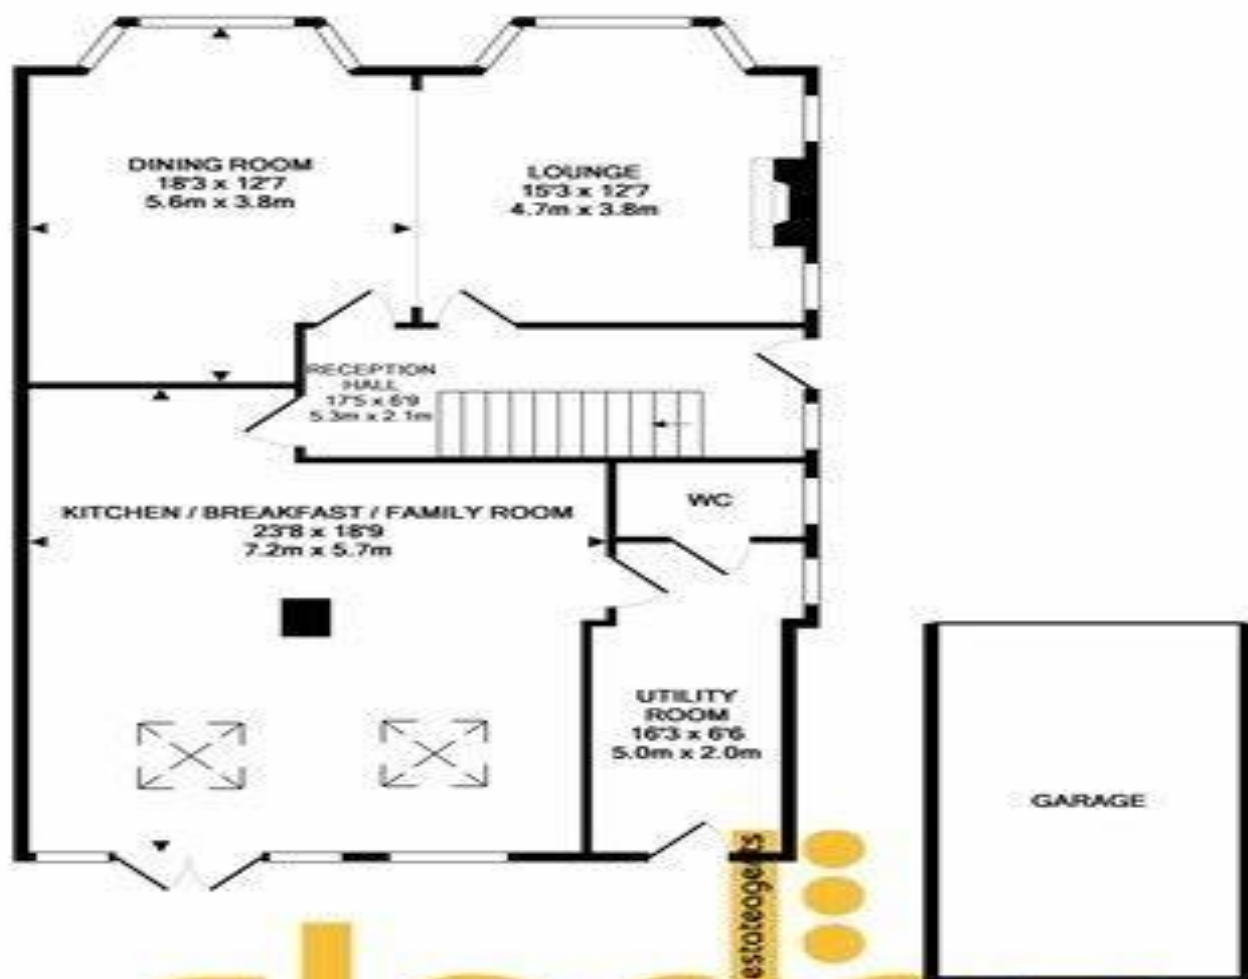 DINING ROOM
18'3 x 12'7
5.6m x 3.8m
LOUNGE
15'3 x 12'7
4.7m x 3.8m
RECEPTION
HALL
17'5 x 6'9
5.3m x 2.1m
WC
KITCHEN / BREAKFAST / FAMILY ROOM
23'8 x 18'9
7.2m x 5.7m
UTILITY
ROOM
16'3 x 6'6
5.0m x 2.0m
GARAGE
estateagents